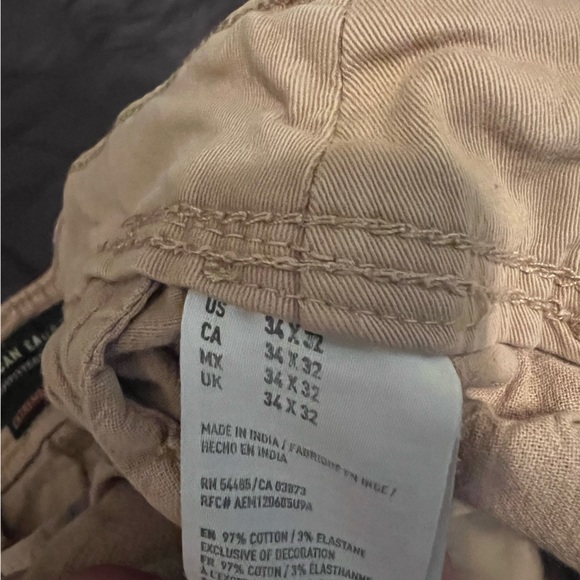 US 34 X 32
CA 34 X 32
MX 34 X 32
UK 34 X 32
MADE IN INDIA / FABRIQUE EN INDE /
HECHO EN INDIA
RN 54485/CA 03873
RFC# AEM120685UPA
EN 97% COTTON / 3% ELASTANE
EXCLUSIVE OF DECORATION
FR 97% COTON / 3% ÉLASTHANNE